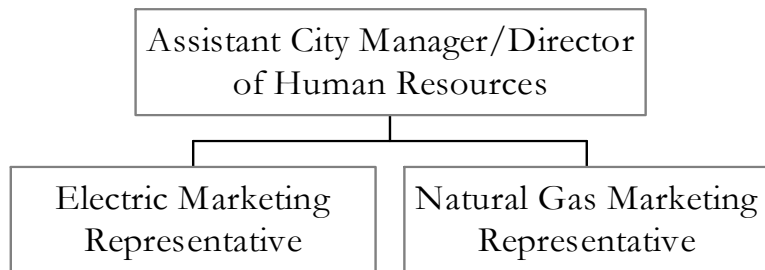 Assistant City Manager/Director
of Human Resources
Electric Marketing
Representative
Natural Gas Marketing
Representative